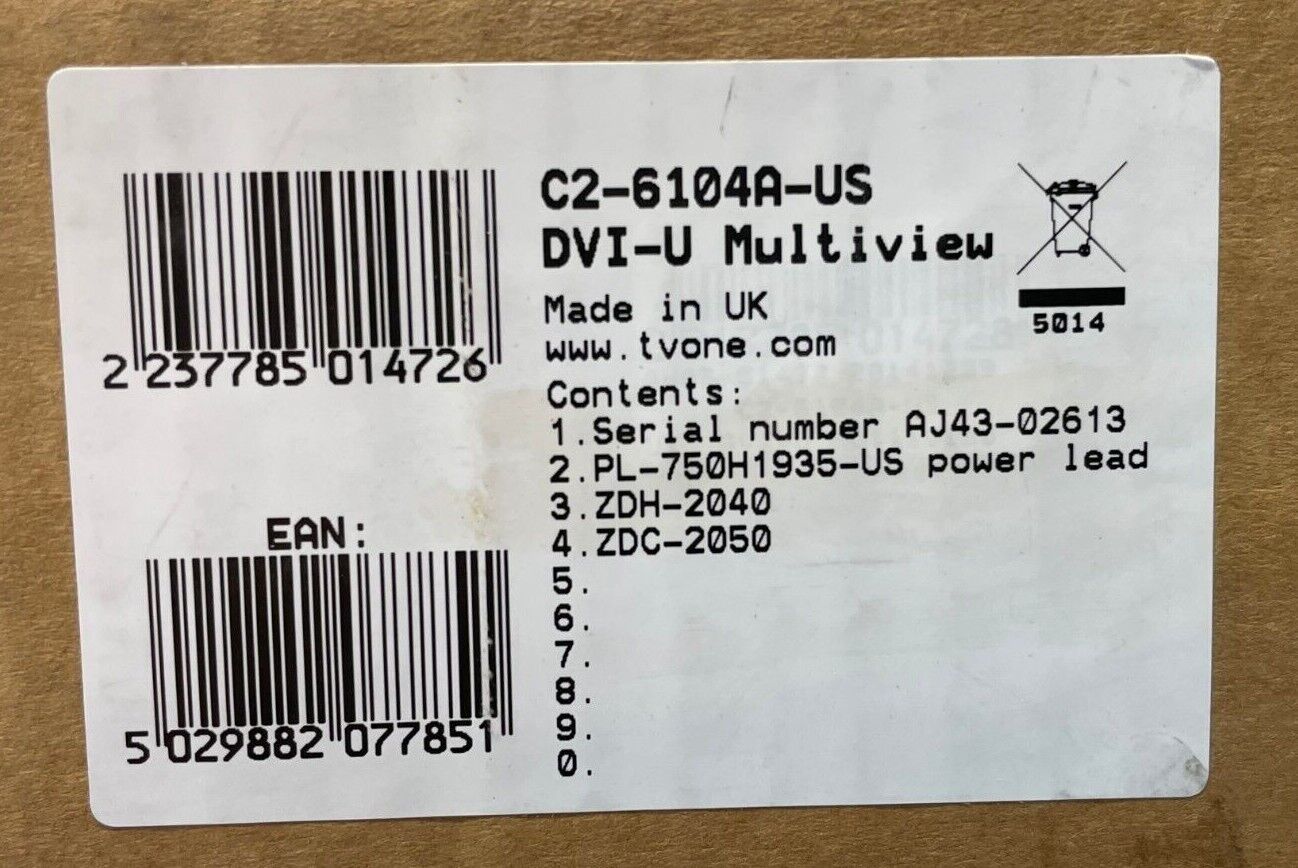 C2-6104A-US
DVI-U Multiview
Made in UK
www.tvone.com
Contents:
1.Serial number AJ43-02613
2.PL-750H1935-US power lead
3.ZDH-2040
4.ZDC-2050
5.
6.
7.
8.
9.
0.
5014
2 237785 014726
EAN:
5 029882 077851